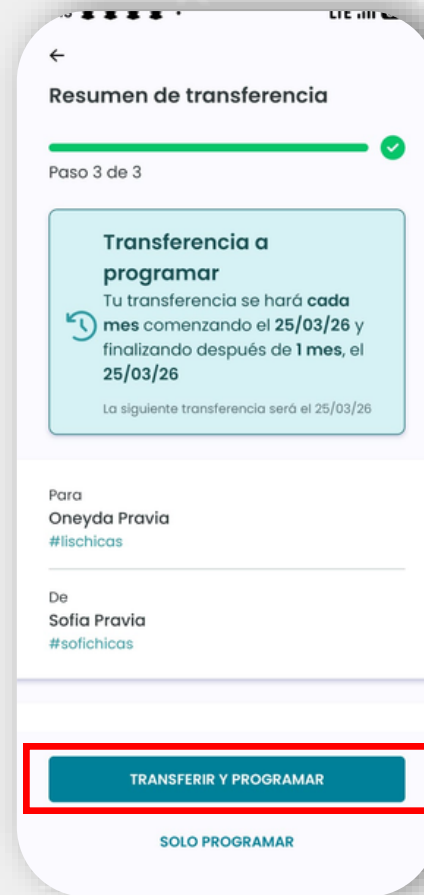 Resumen de transferencia
Paso 3 de 3
Transferencia a
programar
Tu transferencia se hará cada
mes comenzando el 25/03/26 y
finalizando después de 1 mes, el
25/03/26
La siguiente transferencia será el 25/03/26
Para
Oneyda Pravia
#lischicas
De
Sofia Pravia
#sofichicas
TRANSFERIR Y PROGRAMAR
SOLO PROGRAMAR